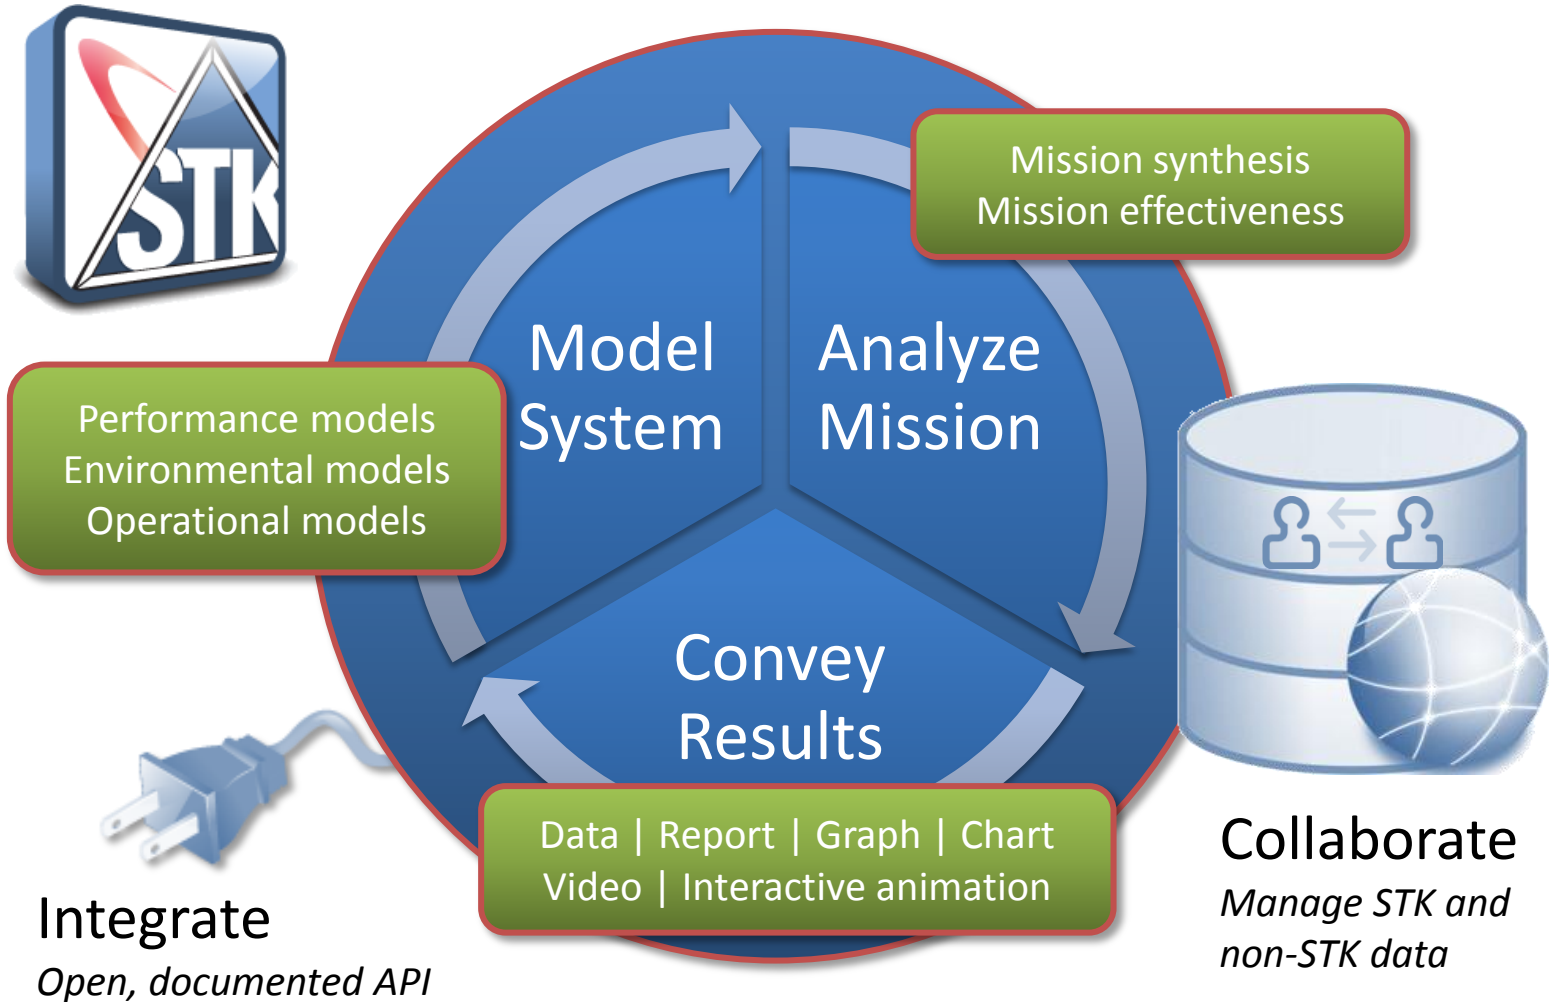 STK
Mission synthesis
Mission effectiveness
Model
System
Analyze
Mission
Performance models
Environmental models
Operational models
Convey
Results
Data | Report | Graph | Chart
Video | Interactive animation
Integrate
Open, documented API
Collaborate
Manage STK and
non-STK data